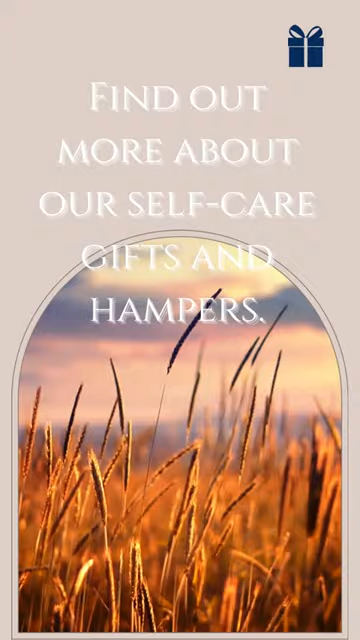 Find out
more about
our self-care
gifts and
hampers.